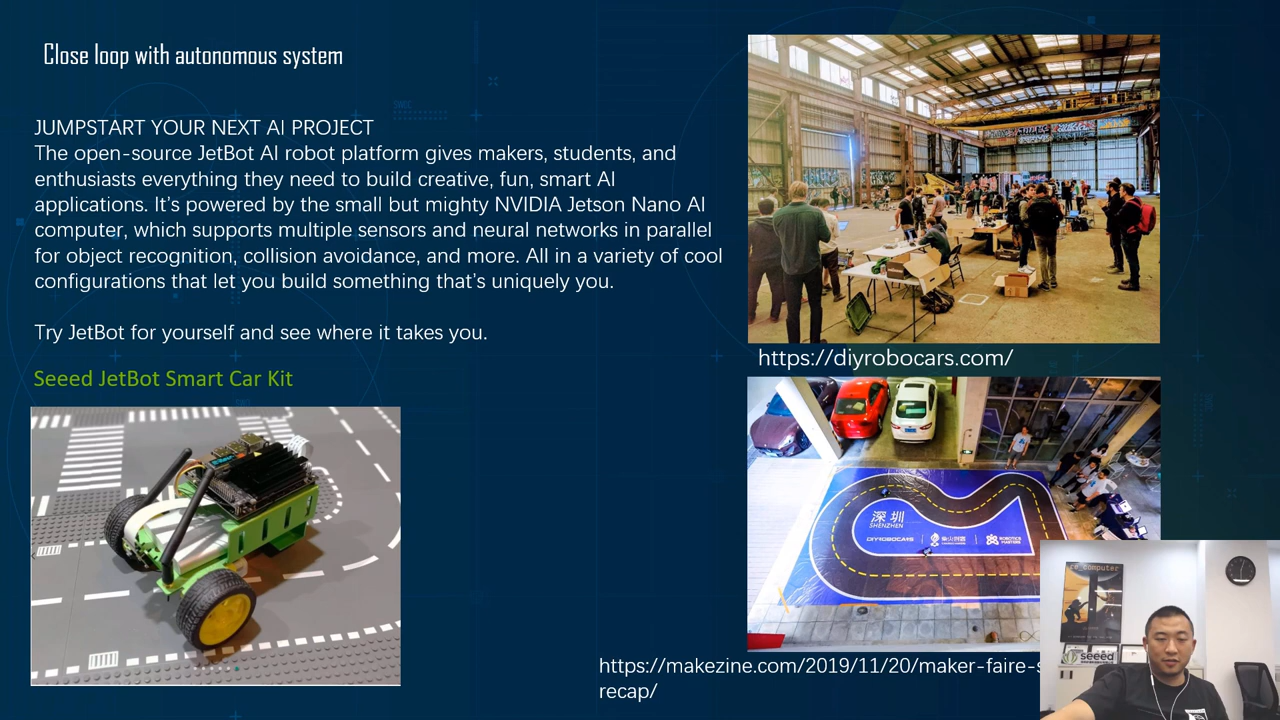 Close loop with autonomous system
JUMPSTART YOUR NEXT AI PROJECT
The open-source JetBot AI robot platform gives makers, students, and
enthusiasts everything they need to build creative, fun, smart AI
applications. It's powered by the small but mighty NVIDIA Jetson Nano AI
computer, which supports multiple sensors and neural networks in parallel
for object recognition, collision avoidance, and more. All in a variety of cool
configurations that let you build something that's uniquely you.
Try JetBot for yourself and see where it takes you.
Seeed JetBot Smart Car Kit
https://diyrobocars.com/
深圳
SHENZHEN
DIYROBOCARS
https://makezine.com/2019/11/20/maker-faire-s
recap/
computer
seeed